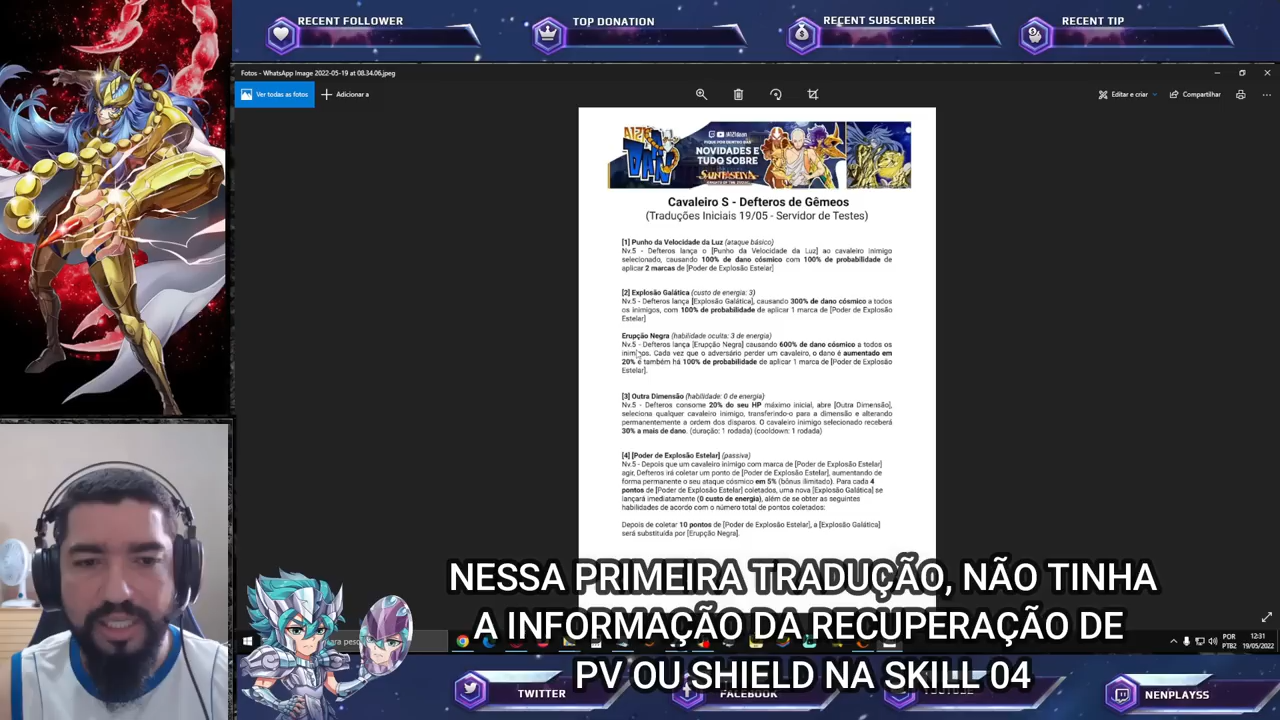 RECENT FOLLOWER
TOP DONATION
RECENT SUBSCRIBER
RECENT TIP
Fotos - WhatsApp Image 2022-05-19 at 08.34.06.jpeg
Ver todas as fotos
Adicionar a
Editar e criar
Compartilhar
NOVIDADES E
TUDO SOBRE
Cavaleiro S - Defteros de Gêmeos
(Traduções Iniciais 19/05 - Servidor de Testes)
[1] Punho da Velocidade da Luz (ataque básico)
Nv.5 - Defteros lança o [Punho da Velocidade da Luz] ao cavaleiro inimigo
selecionado, causando 100% de dano cósmico com 100% de probabilidade de
aplicar 2 marcas de [Poder de Explosão Estelar]
[2] Explosão Galática (custo de energia: 3)
Nv.5 - Defteros lança [Explosão Galática], causando 300% de dano cósmico a todos
os inimigos, com 100% de probabilidade de aplicar 1 marca de [Poder de Explosão
Estelar]
Erupção Negra (habilidade oculta: 3 de energia)
Nv.5 - Defteros lança [Erupção Negra] causando 600% de dano cósmico a todos os
inimigos. Cada vez que o adversário perder um cavaleiro, o dano é aumentado em
20% e também há 100% de probabilidade de aplicar 1 marca de [Poder de Explosão
Estelar].
[3] Outra Dimensão (habilidade: 0 de energia)
Nv.5 - Defteros consome 20% do seu HP máximo inicial, abre [Outra Dimensão],
seleciona qualquer cavaleiro inimigo, transferindo-o para a dimensão e alterando
permanentemente a ordem dos disparos. O cavaleiro inimigo selecionado receberá
30% a mais de dano. (duração: 1 rodada) (cooldown: 1 rodada)
[4] [Poder de Explosão Estelar] (passiva)
Nv.5 - Depois que um cavaleiro inimigo com marca de [Poder de Explosão Estelar]
agir, Defteros irá coletar um ponto de [Poder de Explosão Estelar], aumentando de
forma permanente o seu ataque cósmico em 5% (bônus ilimitado). Para cada 4
pontos de [Poder de Explosão Estelar] coletados, uma nova [Explosão Galática] se
lançará imediatamente (0 custo de energia), além de se obter as seguintes
habilidades de acordo com o número total de pontos coletados:
Depois de coletar 10 pontos de [Poder de Explosão Estelar], a [Explosão Galática]
será substituída por [Erupção Negra].
NESSA PRIMEIRA TRADUÇÃO, NÃO TINHA
A INFORMAÇÃO DA RECUPERAÇÃO DE
PV OU SHIELD NA SKILL 04
POR
PTB2
12:31
19/05/2022
TWITTER
FACEBOOK
NENPLAYSS